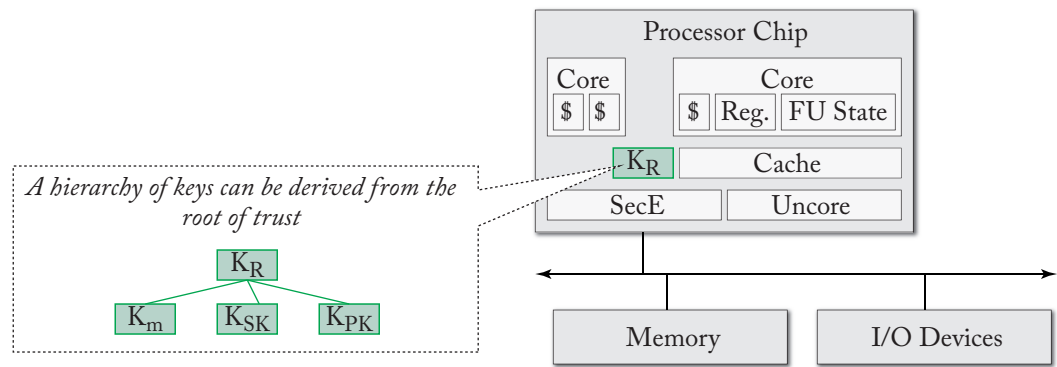 Processor Chip
Core
Core
$ $
$ Reg. FU State
K_R
Cache
A hierarchy of keys can be derived from the
root of trust
SecE
Uncore
K_R
K_m K_SK K_PK
Memory
I/O Devices